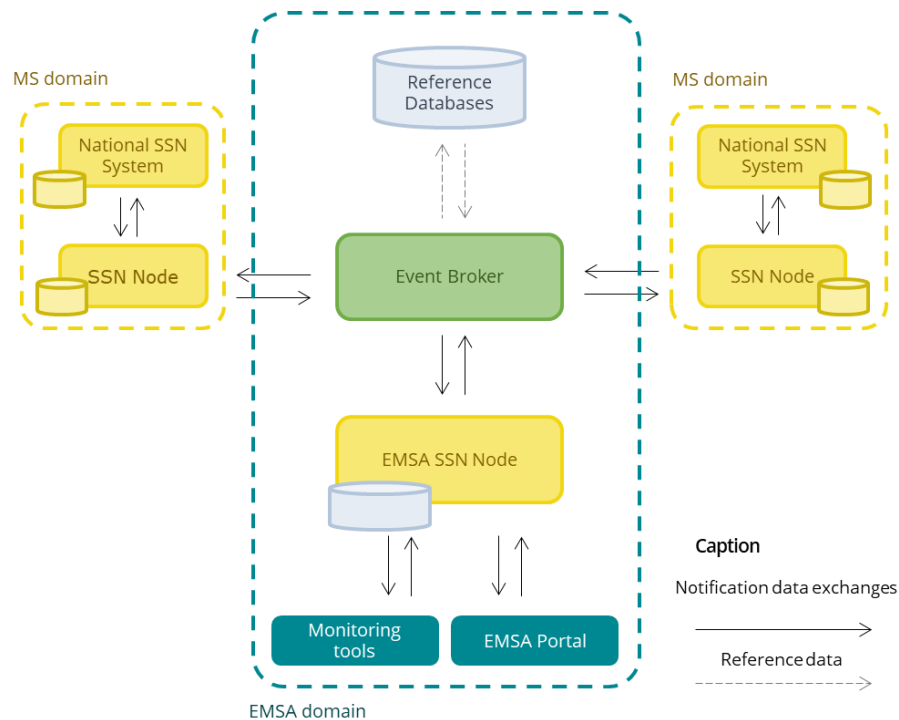 MS domain
National SSN
System
SSN Node
Reference
Databases
Event Broker
EMSA SSN Node
Monitoring
tools
EMSA Portal
EMSA domain
MS domain
National SSN
System
SSN Node
Caption
Notification data exchanges
Reference data